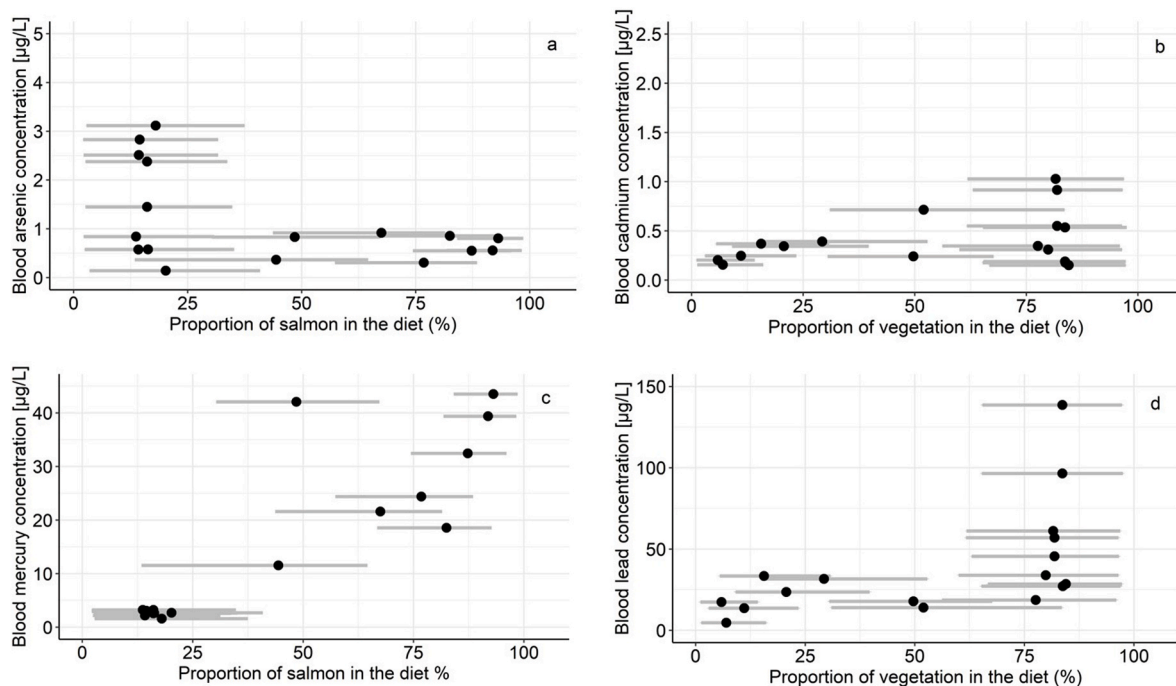 Blood arsenic concentration [µg/L]
5
4
3
2
1
0
a
0 25 50 75 100
Proportion of salmon in the diet (%)
Blood cadmium concentration [µg/L]
2.5
2.0
1.5
1.0
0.5
0.0
b
0 25 50 75 100
Proportion of vegetation in the diet (%)
Blood mercury concentration [µg/L]
40
30
20
10
0
c
0 25 50 75 100
Proportion of salmon in the diet %
Blood lead concentration [µg/L]
150
100
50
0
d
0 25 50 75 100
Proportion of vegetation in the diet (%)